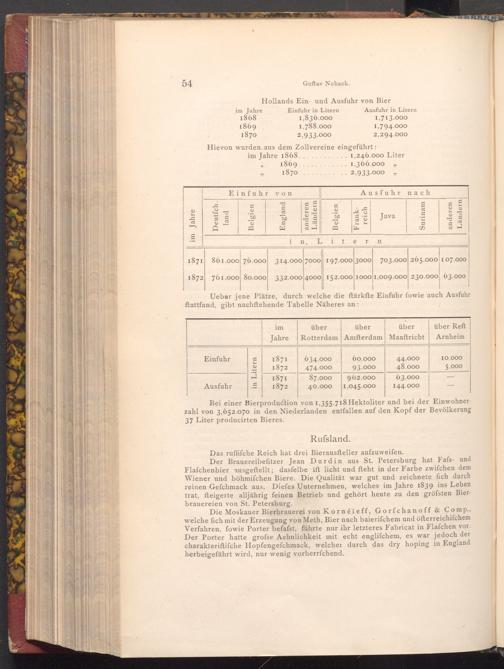 54
Guſtav Noback.
Hollands Ein- und Ausfuhr von Bier
im Jahre Einfuhr in Litern Ausfuhr in Litern
1868 1,836.000 1,713.000
1869 1,788.000 1,794.000
1870 2,933.000 2,294.000
Hievon wurden aus dem Zollvereine eingeführt:
im Jahre 1868 . . . . . . . . . . . 1,246.000 Liter
„ 1869 . . . . . . . . . . . 1,366.000 „
„ 1870 . . . . . . . . . . . 2,933.000 „
im Jahre Einfuhr von Ausfuhr nach
Deutſchland Belgien England anderen Ländern Belgien Frankreich Java Surinam anderen Ländern
in Litern
1871 861.000 76.000 314.000 7000 197.000 3000 703.000 265.000 107.000
1872 761.000 80.000 332.000 4000 152.000 1000 1,009.000 230.000 63.000
Ueber jene Plätze, durch welche die ſtärkſte Einfuhr ſowie auch Ausfuhr
ſtattfand, gibt nachſtehende Tabelle Näheres an:
im über über über über Reſt
Jahre Rotterdam Amſterdam Maaſtricht Arnheim
Einfuhr in Litern 1871 634.000 60.000 44.000 10.000
1872 474.000 93.000 48.000 5.000
Ausfuhr 1871 87.000 962.000 63.000 —
1872 46.000 1,045.000 144.000 —
Bei einer Bierproduction von 1,355.718 Hektoliter und bei der Einwohner-
zahl von 3,652.070 in den Niederlanden entfallen auf den Kopf der Bevölkerung
37 Liter producirten Bieres.
Rußland.
Das ruſſiſche Reich hat drei Bierausſteller aufzuweiſen.
Der Brauereibeſitzer Jean Durdin aus St. Petersburg hat Faſs- und
Flaſchenbier ausgeſtellt; dasſelbe iſt licht und ſteht in der Farbe zwiſchen dem
Wiener und böhmiſchen Biere. Die Qualität war gut und zeichnete ſich durch
reinen Geſchmack aus. Dieſes Unternehmen, welches im Jahre 1839 ins Leben
trat, ſteigerte alljährig ſeinen Betrieb und gehört heute zu den gröſsten Bier-
brauereien von St. Petersburg.
Die Moskauer Bierbrauerei von Kornéieff, Gorſchanoff & Comp.,
welche ſich mit der Erzeugung von Meth, Bier nach baieriſchem und öſterreichiſchem
Verfahren, ſowie Porter befaſst, führte nur ihr letzteres Fabricat in Flaſchen vor.
Der Porter hatte groſse Aehnlichkeit mit echt engliſchem, es war jedoch der
charakteriſtiſche Hopfengeſchmack, welcher durch das dry hoping in England
herbeigeführt wird, nur wenig vorherrſchend.